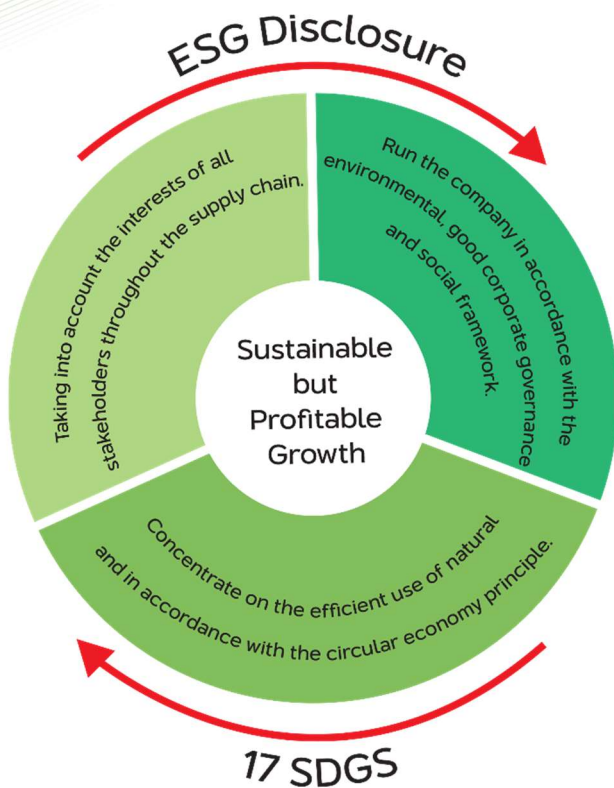 ESG Disclosure
Taking into account the interests of all
stakeholders throughout the supply chain.
Run the company in accordance with the
environmental, good corporate governance
and social framework.
Sustainable
but
Profitable
Growth
Concentrate on the efficient use of natural
and in accordance with the circular economy principle.
17 SDGS